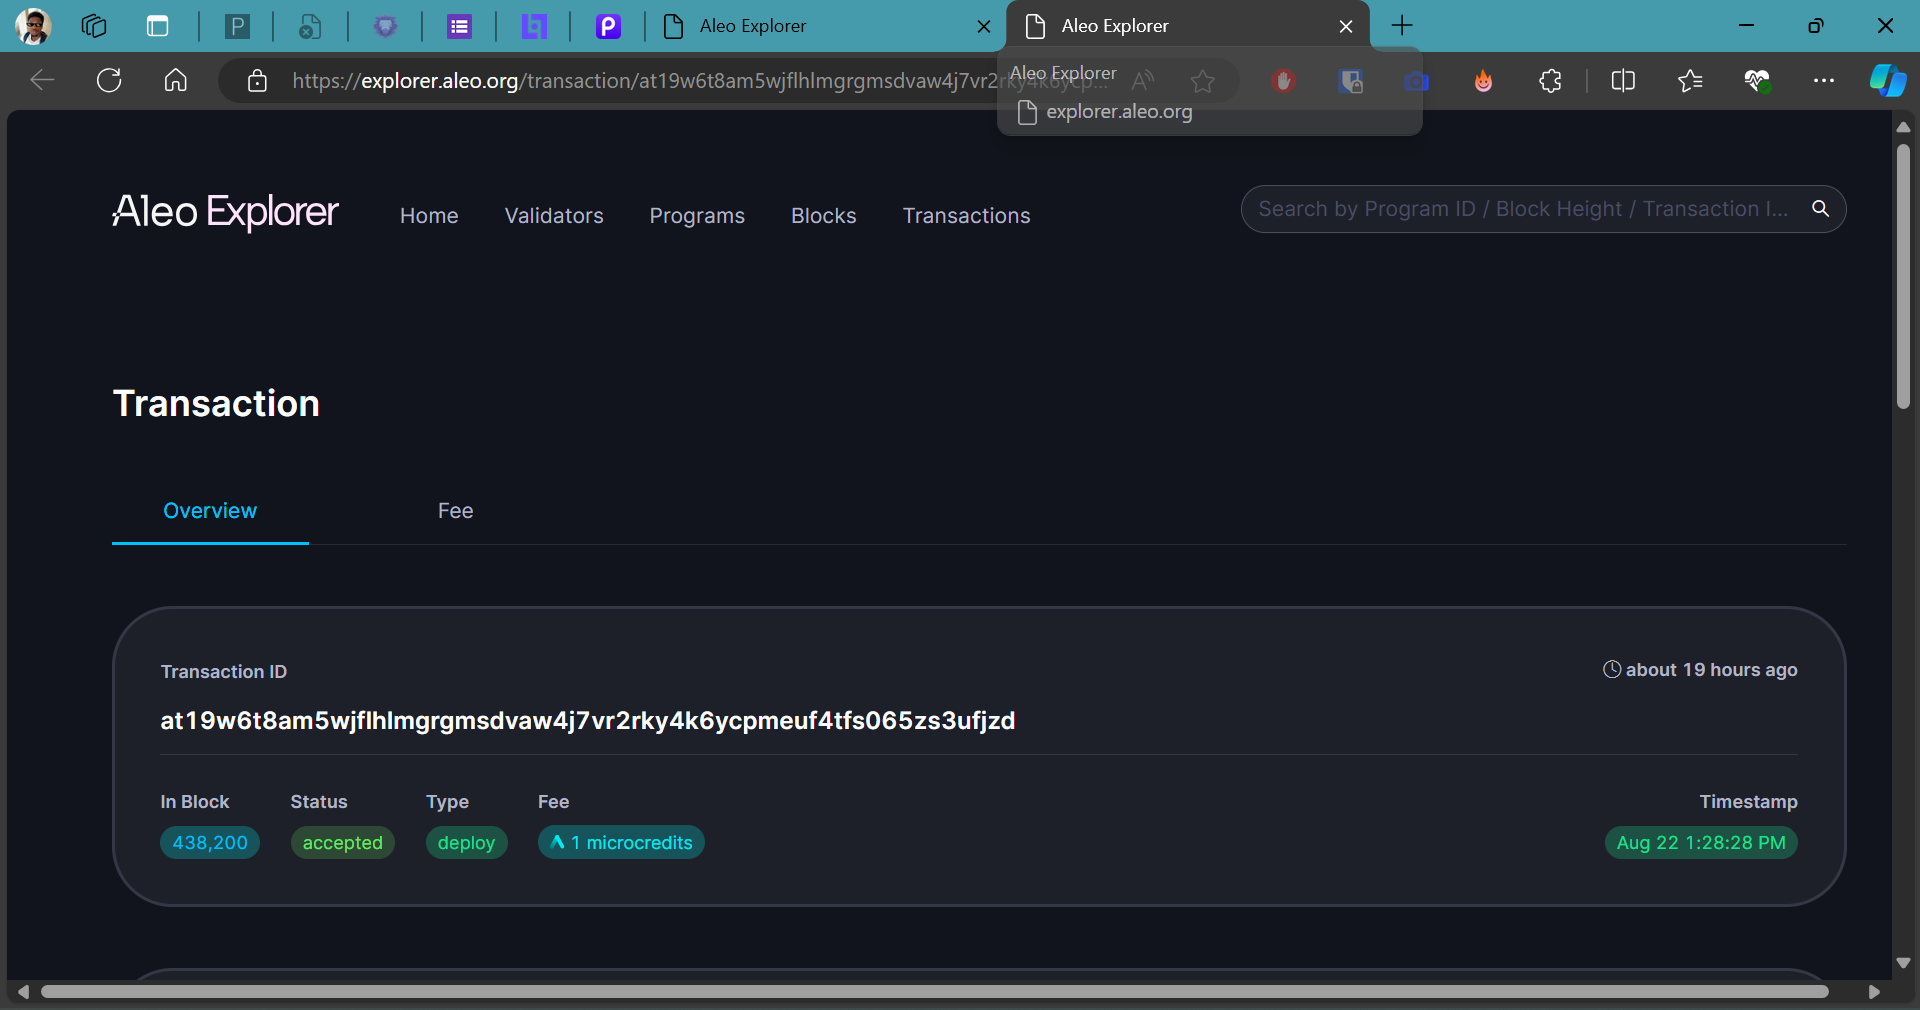 Aleo Explorer
Aleo Explorer
https://explorer.aleo.org/transaction/at19w6t8am5wjflhlmgrgmsdvaw4j7vr2rky4k6ycp...
Aleo Explorer
explorer.aleo.org
Aleo Explorer
Home
Validators
Programs
Blocks
Transactions
Search by Program ID / Block Height / Transaction I...
Transaction
Overview
Fee
Transaction ID
about 19 hours ago
at19w6t8am5wjflhlmgrgmsdvaw4j7vr2rky4k6ycpmeuf4tfs065zs3ufjzd
In Block
Status
Type
Fee
Timestamp
438,200
accepted
deploy
1 microcredits
Aug 22 1:28:28 PM